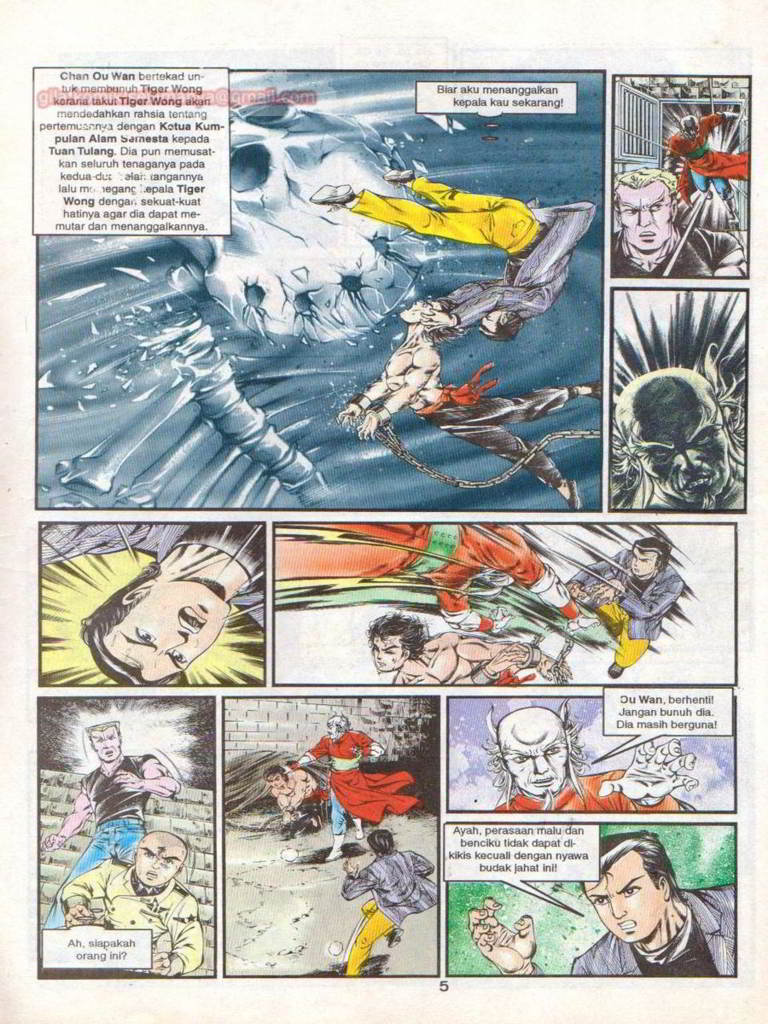 Chan Ou Wan bertekad un-
tuk membunuh Tiger Wong
kerana takut Tiger Wong akan
mendedahkan rahsia tentang
pertemuannya dengan Ketua Kum-
pulan Alam Semesta kepada
Tuan Tulang. Dia pun memusat-
kan seluruh tenaganya pada
kedua-dua belah tangannya
lalu memegang kepala Tiger
Wong dengan sekuat-kuat
hatinya agar dia dapat me-
mutar dan menanggalkannya.
Biar aku menanggalkan
kepala kau sekarang!
Ou Wan, berhenti!
Jangan bunuh dia.
Dia masih berguna!
Ayah, perasaan malu dan
benciku tidak dapat di-
kikis kecuali dengan nyawa
budak jahat ini!
Ah, siapakah
orang ini?
5